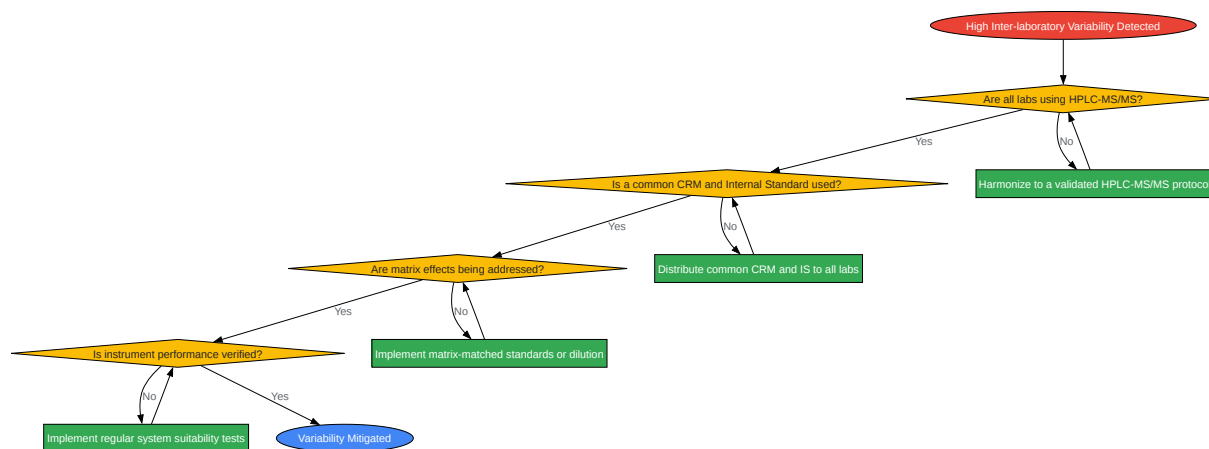 High Inter-laboratory Variability Detected
Are all labs using HPLC-MS/MS?
Yes
No
Is a common CRM and Internal Standard used?
Harmonize to a validated HPLC-MS/MS protocol
Yes
No
Are matrix effects being addressed?
Distribute common CRM and IS to all labs
Yes
No
Is instrument performance verified?
Implement matrix-matched standards or dilution
No
Yes
Implement regular system suitability tests
Variability Mitigated